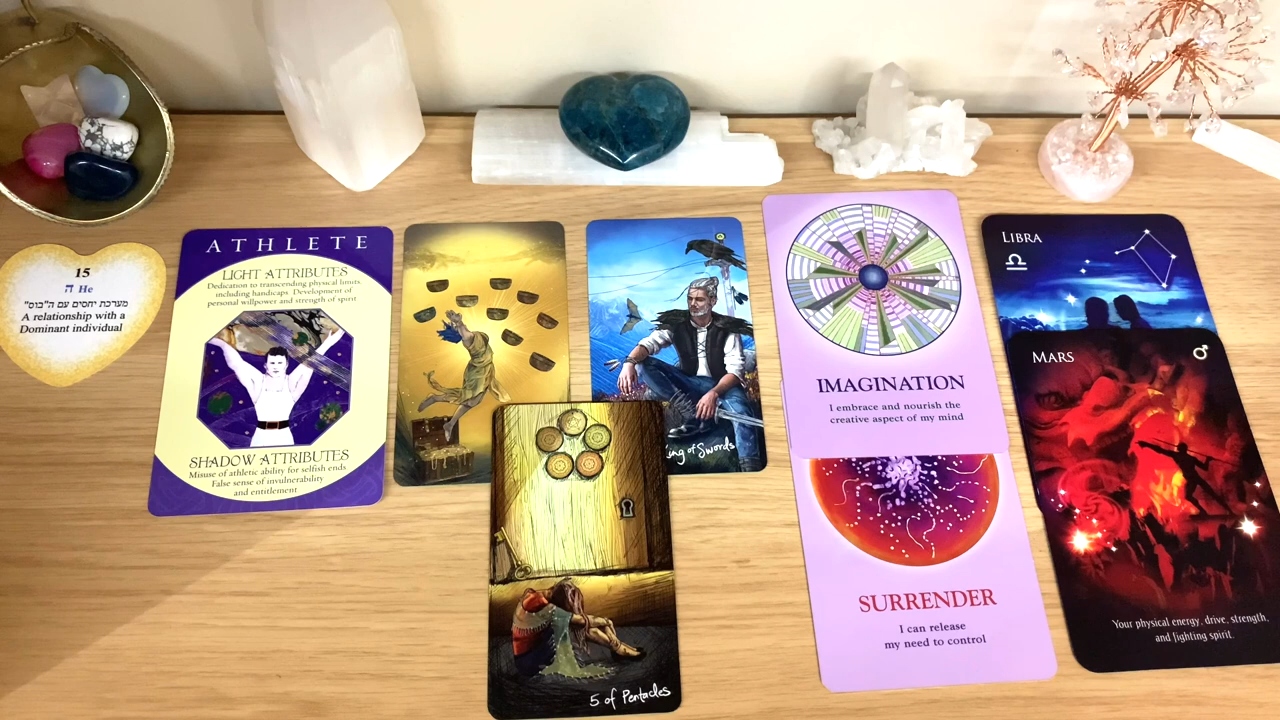 15
ה He
מערכת יחסים עם ה"בוס"
A relationship with a
Dominant individual
ATHLETE
LIGHT ATTRIBUTES
Dedication to transcending physical limits,
including handicaps. Development of
personal willpower and strength of spirit
SHADOW ATTRIBUTES
Misuse of athletic ability for selfish ends
False sense of invulnerability
and entitlement
King of Swords
5 of Pentacles
IMAGINATION
I embrace and nourish the
creative aspect of my mind
SURRENDER
I can release
my need to control
LIBRA
MARS
Your physical energy, drive, strength,
and fighting spirit.